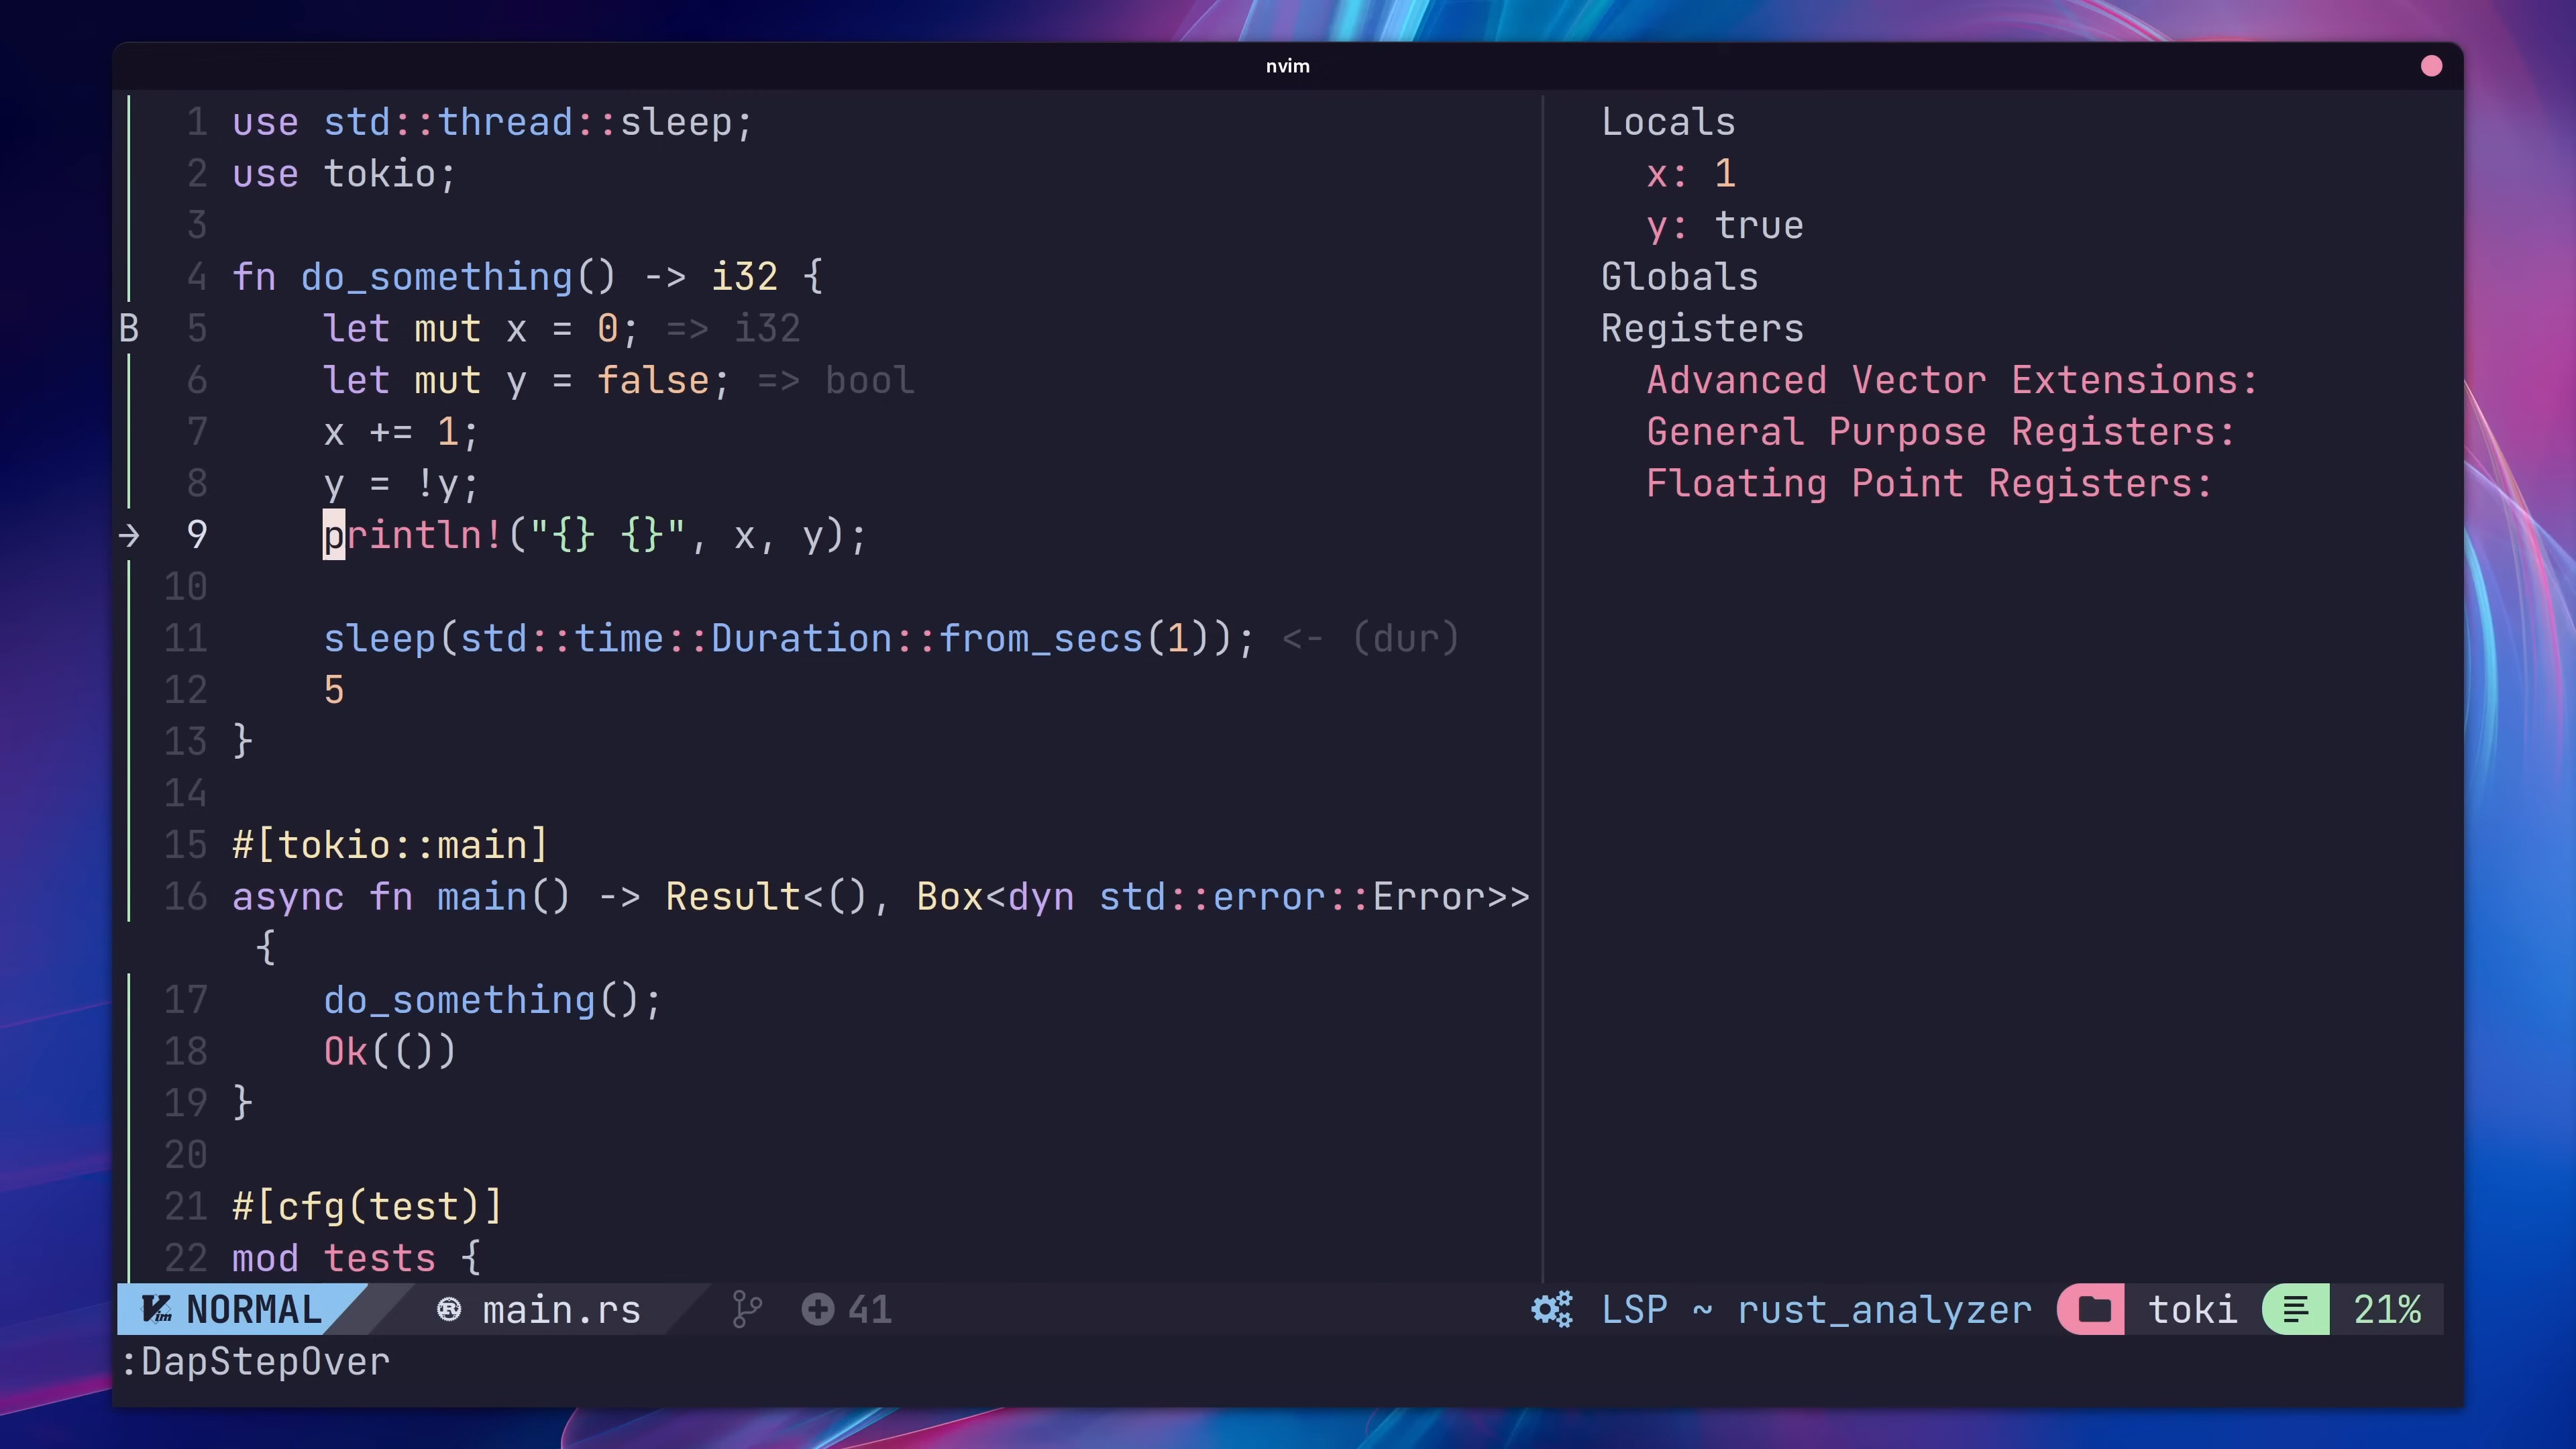 nvim
1 use std::thread::sleep;
2 use tokio;
3
4 fn do_something() -> i32 {
B 5 let mut x = 0; => i32
6 let mut y = false; => bool
7 x += 1;
8 y = !y;
→ 9 println!("{} {}", x, y);
10
11 sleep(std::time::Duration::from_secs(1)); <- (dur)
12 5
13 }
14
15 #[tokio::main]
16 async fn main() -> Result<(), Box<dyn std::error::Error>>
{
17 do_something();
18 Ok(())
19 }
20
21 #[cfg(test)]
22 mod tests {
Locals
x: 1
y: true
Globals
Registers
Advanced Vector Extensions:
General Purpose Registers:
Floating Point Registers:
NORMAL main.rs 41 LSP ~ rust_analyzer toki 21%
:DapStepOver